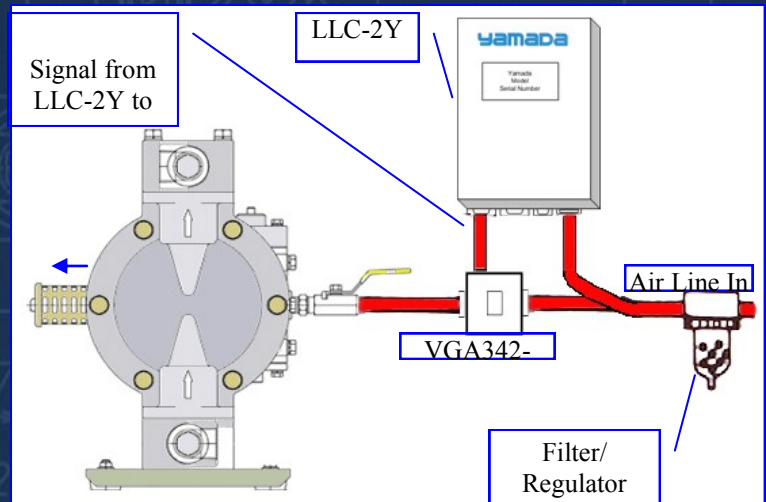 LLC-2Y
Signal from
LLC-2Y to
YAMADA
Yamada
Model
Serial Number
Air Line In
VGA342-
Filter/
Regulator